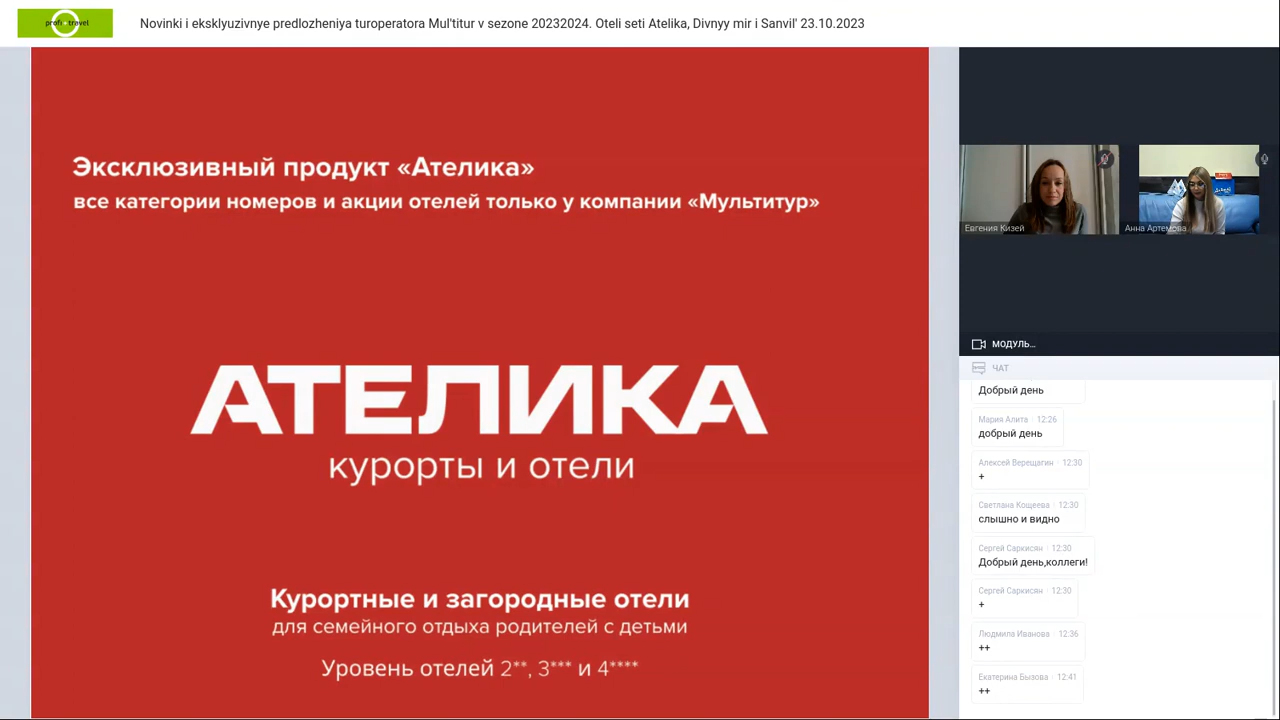 profi travel
Novinki i eksklyuzivnye predlozheniya turoperatora Mul'titur v sezone 20232024. Oteli seti Atelika, Divnyy mir i Sanvil' 23.10.2023
Эксклюзивный продукт «Ателика»
все категории номеров и акции отелей только у компании «Мультитур»
АТЕЛИКА
курорты и отели
Курортные и загородные отели
для семейного отдыха родителей с детьми
Уровень отелей 2**, 3*** и 4****
Евгения Кизей
Анна Артемова
МОДУЛЬ...
ЧАТ
Добрый день
Мария Алита 12:26
добрый день
Алексей Верещагин 12:30
+
Светлана Кощеева 12:30
слышно и видно
Сергей Саркисян 12:30
Добрый день,коллеги!
Сергей Саркисян 12:30
+
Людмила Иванова 12:36
++
Екатерина Бызова 12:41
++